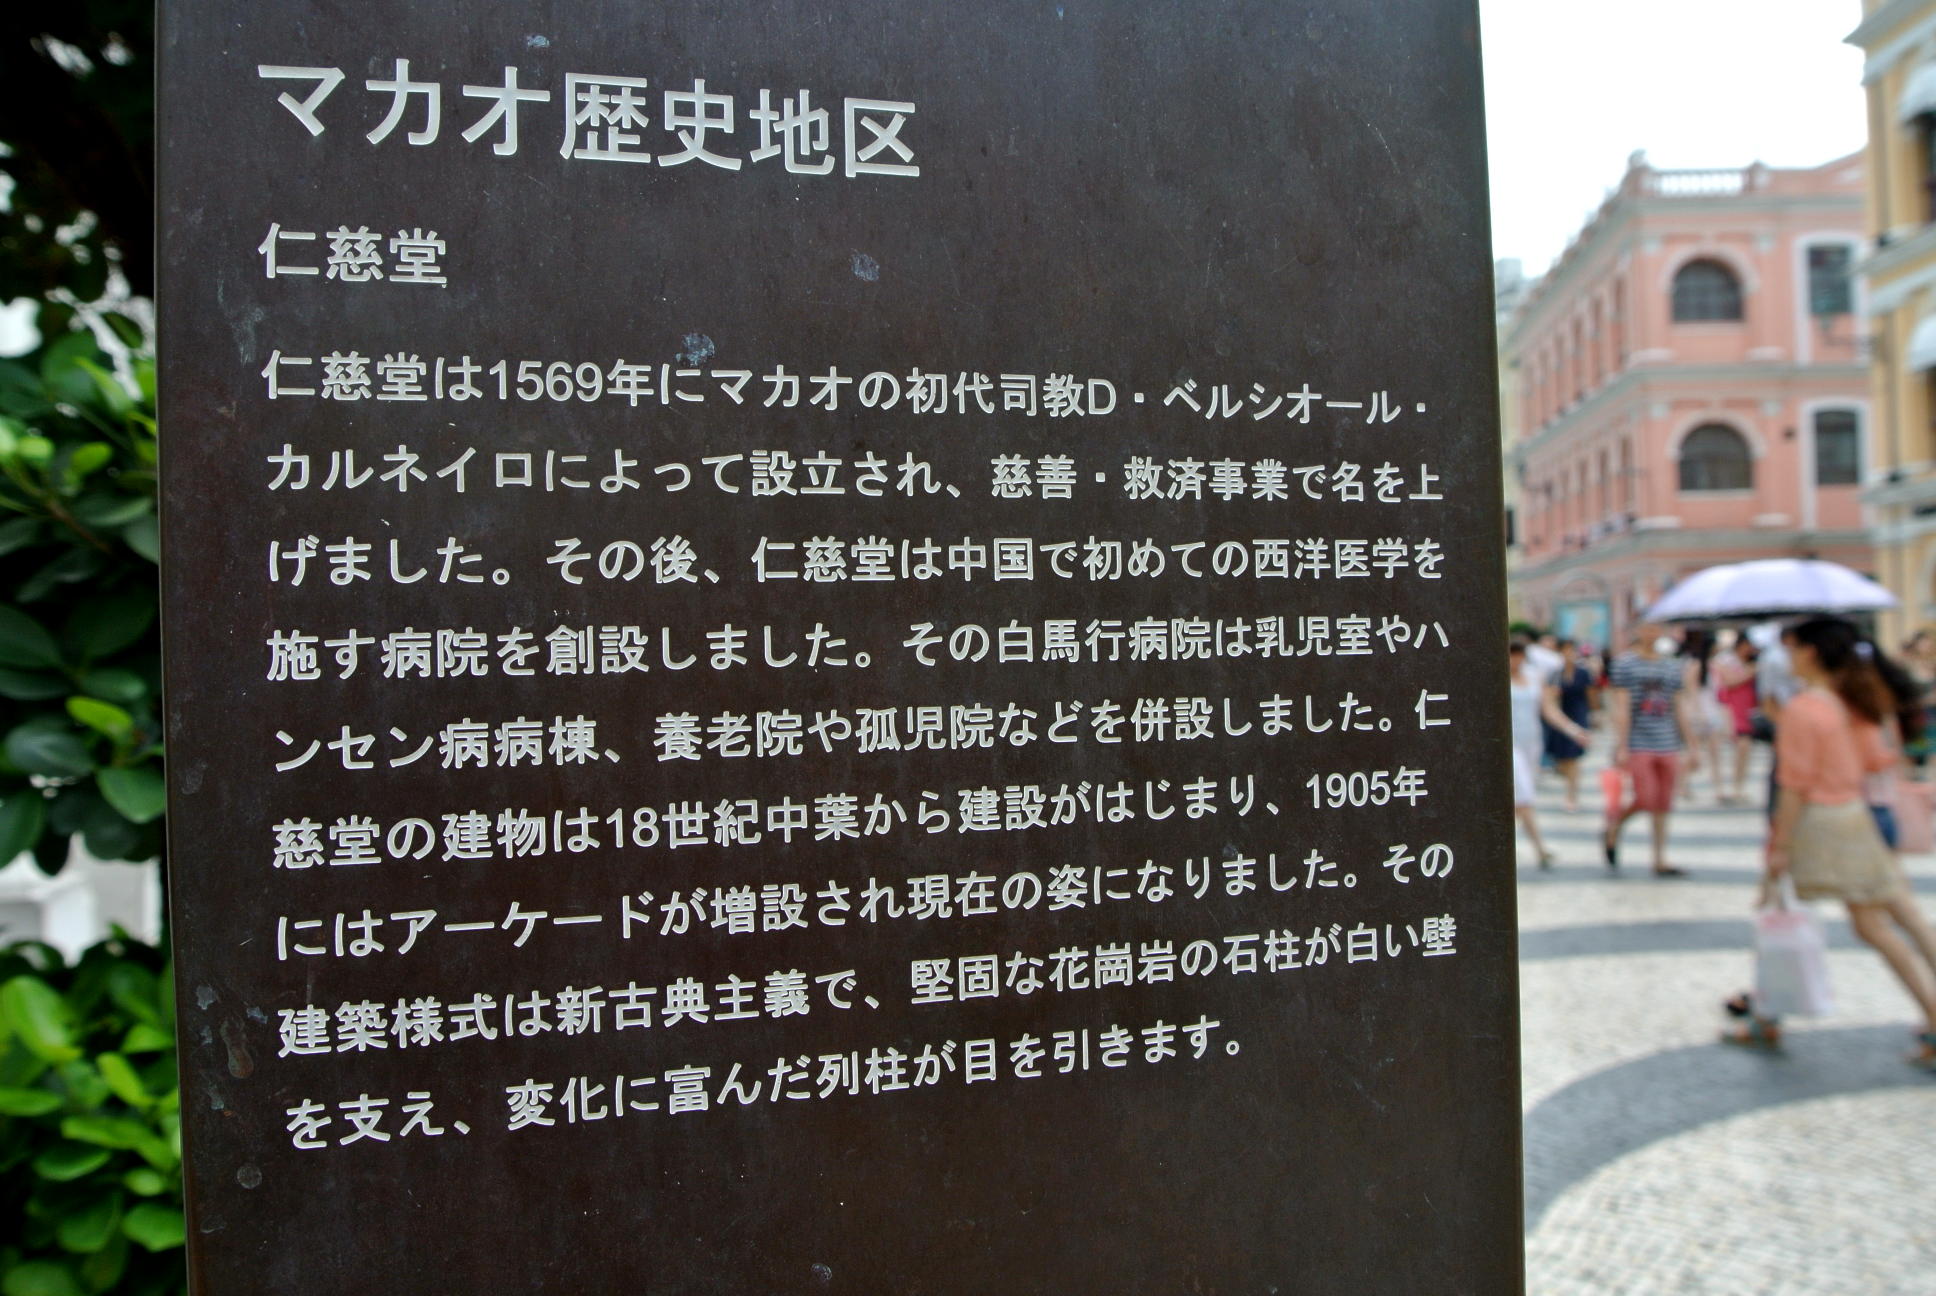 マカオ歴史地区
仁慈堂
仁慈堂は1569年にマカオの初代司教D・ベルシオール・
カルネイロによって設立され、慈善・救済事業で名を上
げました。その後、仁慈堂は中国で初めての西洋医学を
施す病院を創設しました。その白馬行病院は乳児室やハ
ンセン病病棟、養老院や孤児院などを併設しました。仁
慈堂の建物は18世紀中葉から建設がはじまり、1905年
にはアーケードが増設され現在の姿になりました。その
建築様式は新古典主義で、堅固な花崗岩の石柱が白い壁
を支え、変化に富んだ列柱が目を引きます。